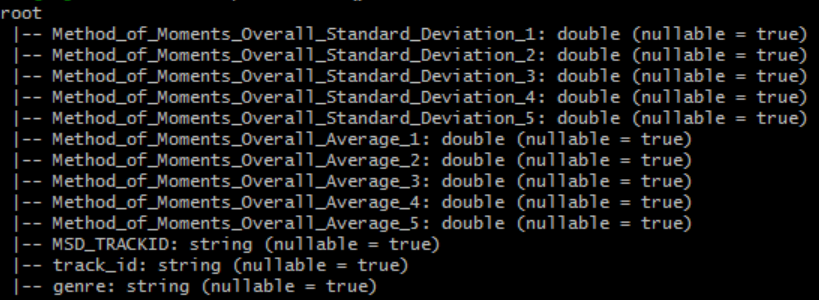 root
 |-- Method_of_Moments_Overall_Standard_Deviation_1: double (nullable = true)
 |-- Method_of_Moments_Overall_Standard_Deviation_2: double (nullable = true)
 |-- Method_of_Moments_Overall_Standard_Deviation_3: double (nullable = true)
 |-- Method_of_Moments_Overall_Standard_Deviation_4: double (nullable = true)
 |-- Method_of_Moments_Overall_Standard_Deviation_5: double (nullable = true)
 |-- Method_of_Moments_Overall_Average_1: double (nullable = true)
 |-- Method_of_Moments_Overall_Average_2: double (nullable = true)
 |-- Method_of_Moments_Overall_Average_3: double (nullable = true)
 |-- Method_of_Moments_Overall_Average_4: double (nullable = true)
 |-- Method_of_Moments_Overall_Average_5: double (nullable = true)
 |-- MSD_TRACKID: string (nullable = true)
 |-- track_id: string (nullable = true)
 |-- genre: string (nullable = true)